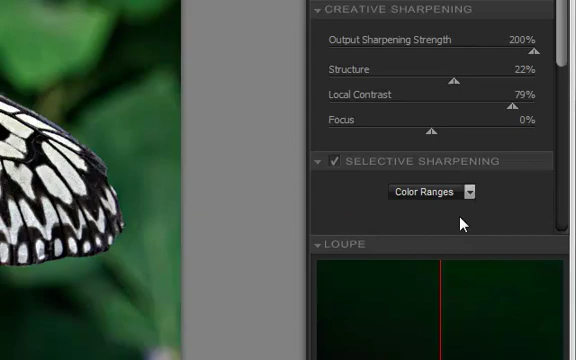 CREATIVE SHARPENING
Output Sharpening Strength 200%
Structure 22%
Local Contrast 79%
Focus 0%
SELECTIVE SHARPENING
Color Ranges
LOUPE